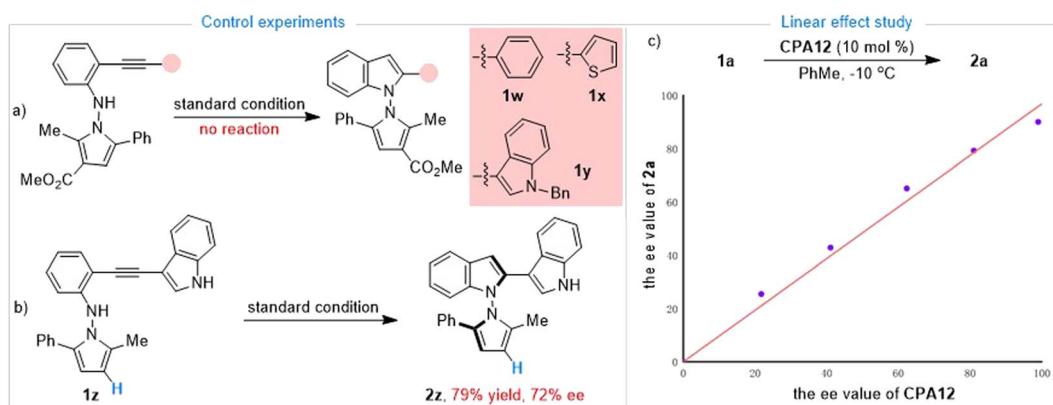 Control experiments
Linear effect study
a)
NH
N
Me
Ph
MeO₂C
standard condition
no reaction
N
N
Ph
Me
CO₂Me
1w
S
1x
N
Bn
1y
b)
NH
NH
N
Ph
Me
H
1z
standard condition
N
NH
N
Ph
Me
H
2z, 79% yield, 72% ee
c)
1a
CPA12 (10 mol %)
PhMe, -10 °C
2a
the ee value of 2a
100
80
60
40
20
0
0 20 40 60 80 100
the ee value of CPA12